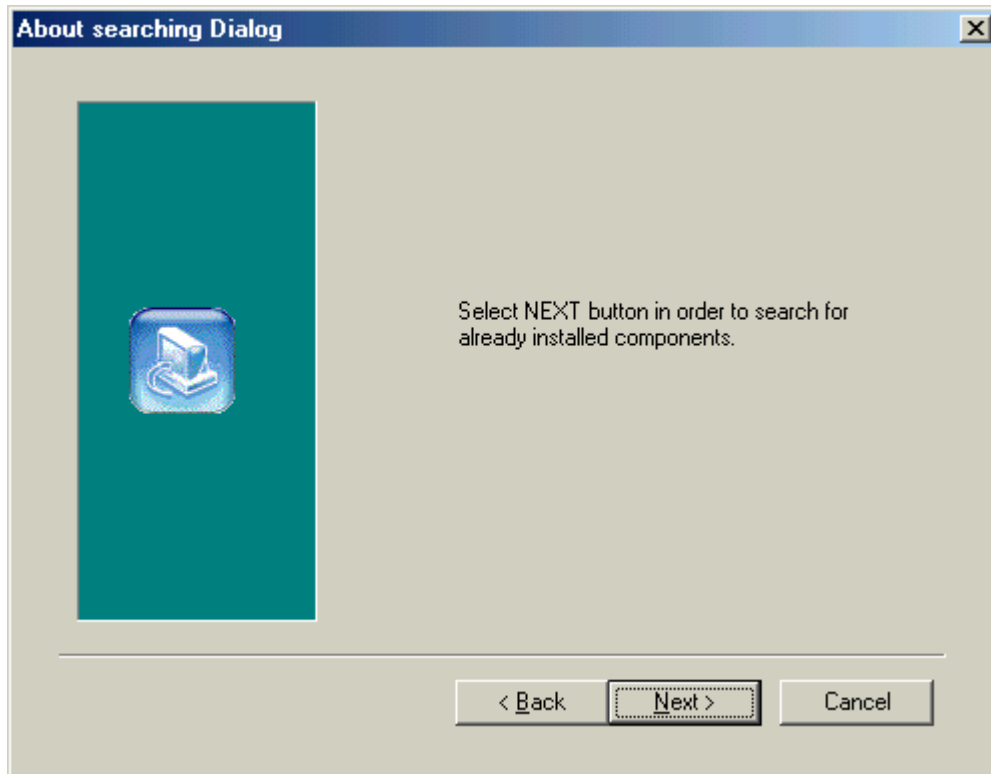 About searching Dialog
Select NEXT button in order to search for
already installed components.
< Back
Next >
Cancel